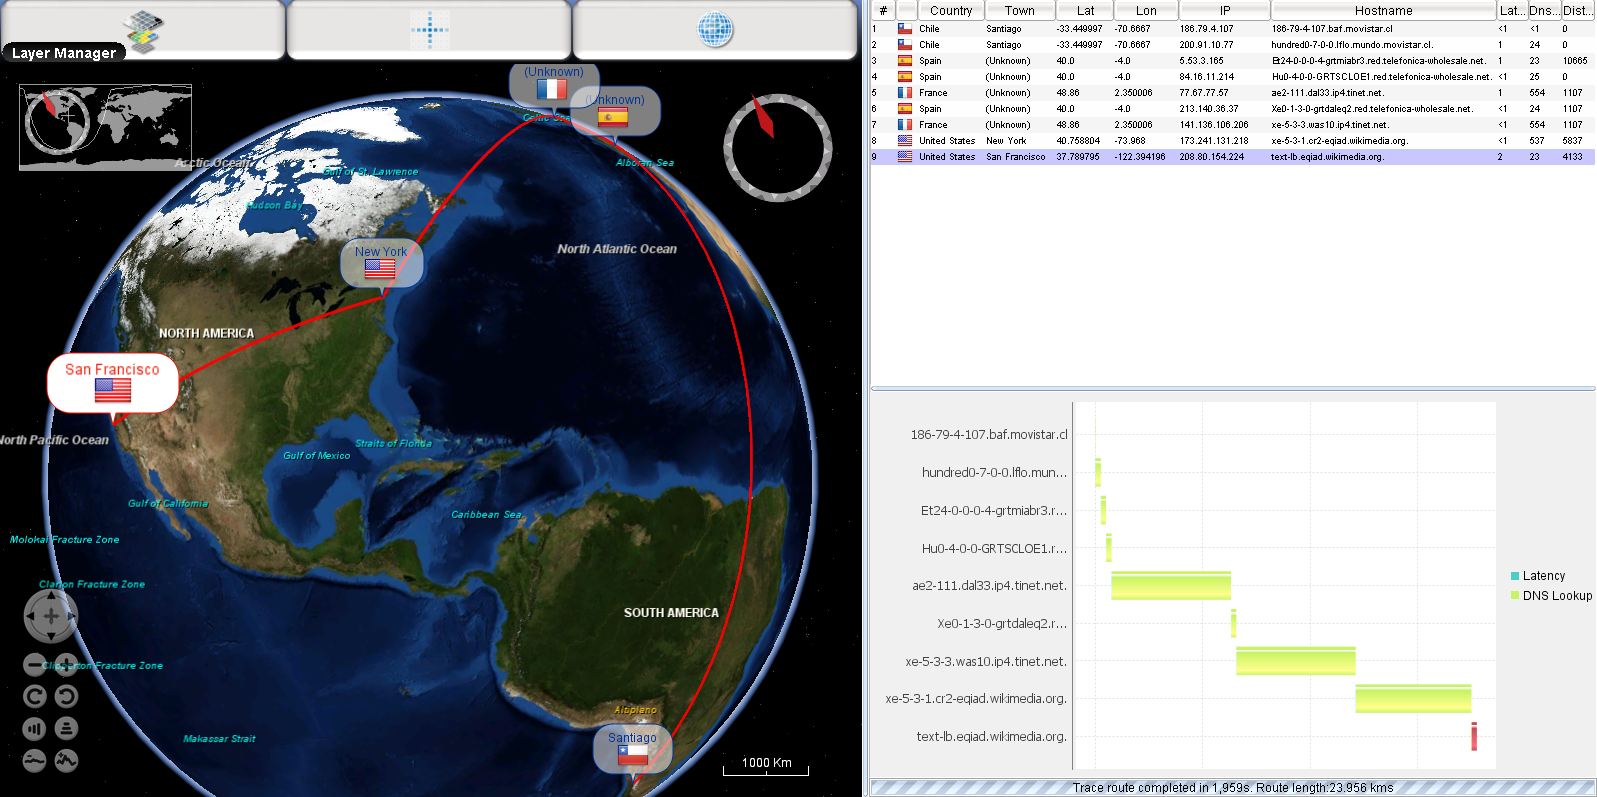 Layer Manager
(Unknown)
(Unknown)
Celtic Sea
Arctic Ocean
Alboran Sea
Gulf of St. Lawrence
Hudson Bay
New York
North Atlantic Ocean
NORTH AMERICA
San Francisco
North Pacific Ocean
Straits of Florida
Gulf of Mexico
Gulf of California
Caribbean Sea
Molokai Fracture Zone
Clarion Fracture Zone
SOUTH AMERICA
Clipperton Fracture Zone
Altiplano
Makassar Strait
Santiago
1000 Km
# Country Town Lat Lon IP Hostname Lat... Dns... Dist...
1 Chile Santiago -33.449997 -70.6667 186.79.4.107 186-79-4-107.baf.movistar.cl <1 <1 0
2 Chile Santiago -33.449997 -70.6667 200.91.10.77 hundred0-7-0-0.lflo.mundo.movistar.cl. 1 24 0
3 Spain (Unknown) 40.0 -4.0 5.53.3.165 Et24-0-0-0-4-grtmiabr3.red.telefonica-wholesale.net. 1 23 10665
4 Spain (Unknown) 40.0 -4.0 84.16.11.214 Hu0-4-0-0-GRTSCLOE1.red.telefonica-wholesale.net. <1 25 0
5 France (Unknown) 48.86 2.350006 77.67.77.57 ae2-111.dal33.ip4.tinet.net. 1 554 1107
6 Spain (Unknown) 40.0 -4.0 213.140.36.37 Xe0-1-3-0-grtdaleq2.red.telefonica-wholesale.net. <1 24 1107
7 France (Unknown) 48.86 2.350006 141.136.106.206 xe-5-3-3.was10.ip4.tinet.net. <1 554 1107
8 United States New York 40.758804 -73.968 173.241.131.218 xe-5-3-1.cr2-eqiad.wikimedia.org. <1 537 5837
9 United States San Francisco 37.789795 -122.394196 208.80.154.224 text-lb.eqiad.wikimedia.org. 2 23 4133
186-79-4-107.baf.movistar.cl
hundred0-7-0-0.lflo.mun...
Et24-0-0-0-4-grtmiabr3.r...
Hu0-4-0-0-GRTSCLOE1.r...
ae2-111.dal33.ip4.tinet.net.
Xe0-1-3-0-grtdaleq2.r...
xe-5-3-3.was10.ip4.tinet.net.
xe-5-3-1.cr2-eqiad.wikimedia.org.
text-lb.eqiad.wikimedia.org.
Latency
DNS Lookup
Trace route completed in 1,959s. Route length:23.956 kms